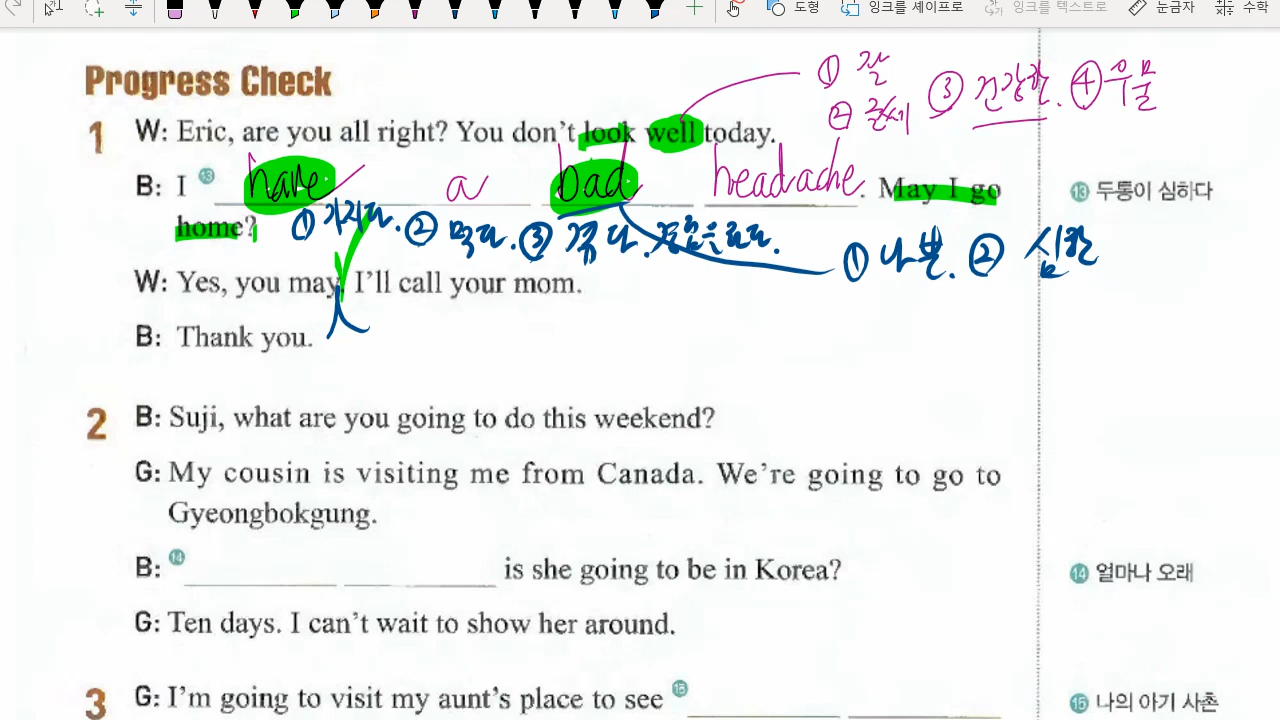 도형 잉크를 셰이프로 잉크를 텍스트로 눈금자 수학
Progress Check
① 잘 ③ 건강한. ④ 우물
② 글쎄
1 W: Eric, are you all right? You don't look well today.
B: I ⑬ have a bad headache. May I go ⑬ 두통이 심하다
home? ① 가지다. ② 먹다. ③ ① 나쁜. ② 심한
W: Yes, you may. I'll call your mom.
B: Thank you.
2 B: Suji, what are you going to do this weekend?
G: My cousin is visiting me from Canada. We're going to go to
Gyeongbokgung.
B: ⑭ is she going to be in Korea? ⑭ 얼마나 오래
G: Ten days. I can't wait to show her around.
3 G: I'm going to visit my aunt's place to see ⑮ ⑮ 나의 아기 사촌